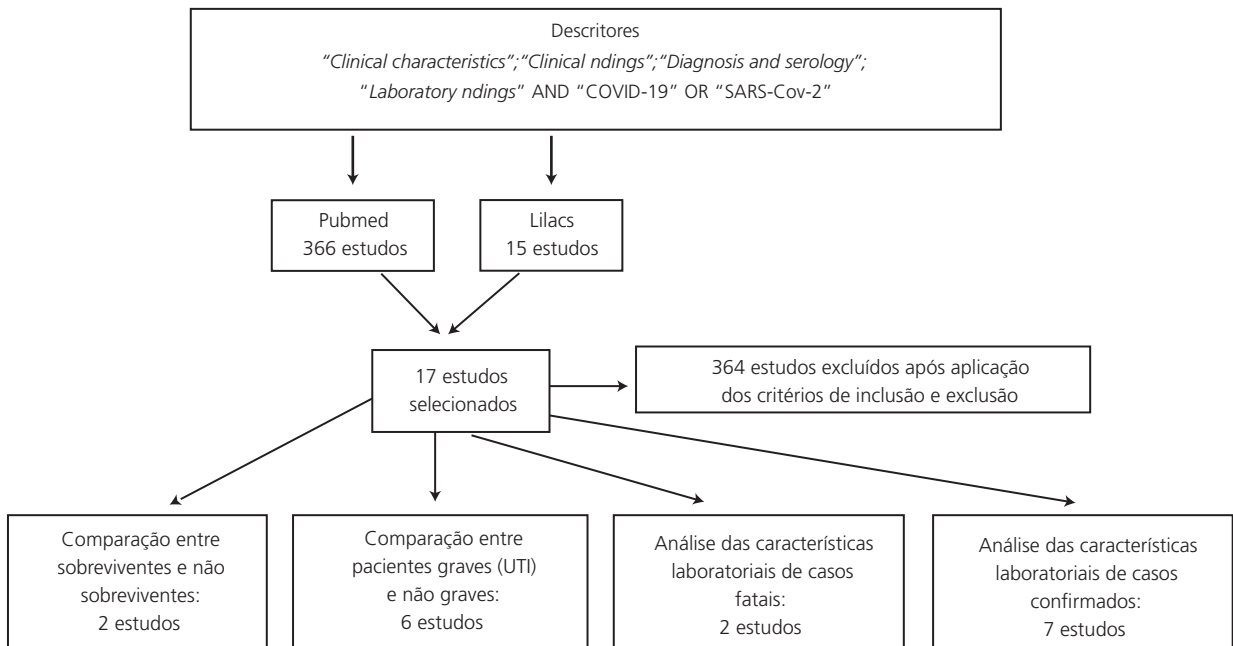 Descritores
“Clinical characteristics”;“Clinical ndings”;“Diagnosis and serology”;
“Laboratory ndings” AND “COVID-19” OR “SARS-Cov-2”
Pubmed
366 estudos
Lilacs
15 estudos
17 estudos
selecionados
364 estudos excluídos após aplicação
dos critérios de inclusão e exclusão
Comparação entre
sobreviventes e não
sobreviventes:
2 estudos
Comparação entre
pacientes graves (UTI)
e não graves:
6 estudos
Análise das características
laboratoriais de casos
fatais:
2 estudos
Análise das características
laboratoriais de casos
confirmados:
7 estudos